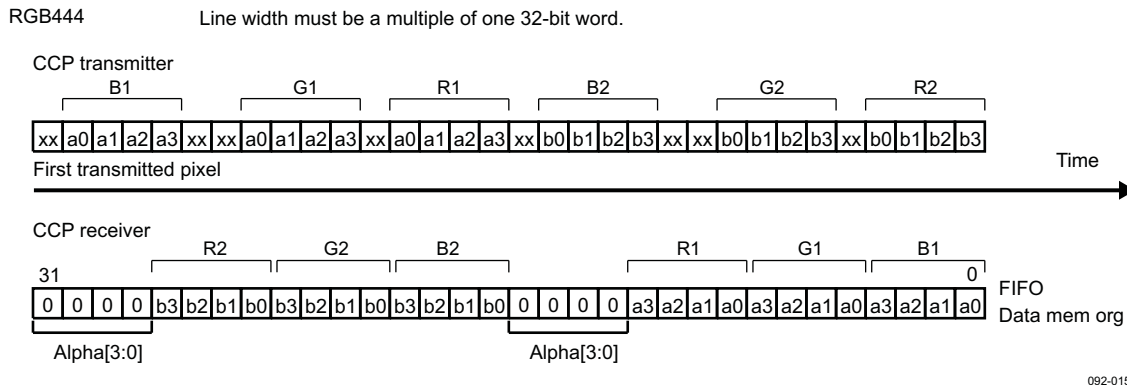 RGB444 Line width must be a multiple of one 32-bit word.
CCP transmitter
B1 G1 R1 B2 G2 R2
xx a0 a1 a2 a3 xx xx a0 a1 a2 a3 xx a0 a1 a2 a3 xx b0 b1 b2 b3 xx xx b0 b1 b2 b3 xx b0 b1 b2 b3
First transmitted pixel
Time
CCP receiver
R2 G2 B2 R1 G1 B1
31 0
0 0 0 0 b3 b2 b1 b0 b3 b2 b1 b0 b3 b2 b1 b0 0 0 0 0 a3 a2 a1 a0 a3 a2 a1 a0 a3 a2 a1 a0
FIFO
Data mem org
Alpha[3:0] Alpha[3:0]
092-015